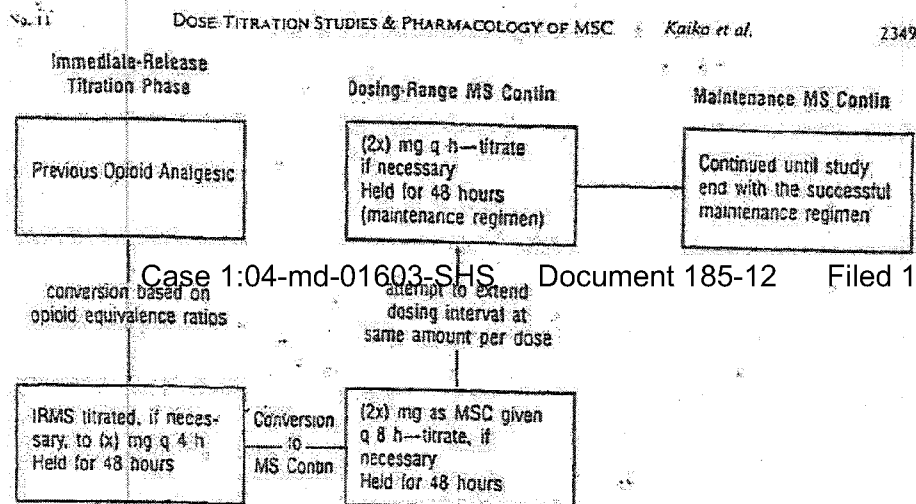 No. 11
DOSE TITRATION STUDIES & PHARMACOLOGY OF MSC Kaiko et al. 2349
Immediate-Release
Titration Phase
Previous Opioid Analgesic
conversion based on
opioid equivalence ratios
IRMS titrated, if neces-
sary, to (x) mg q 4 h
Held for 48 hours
Conversion
to
MS Contin
Dosing-Range MS Contin
(2x) mg q h—titrate
if necessary
Held for 48 hours
(maintenance regimen)
attempt to extend
dosing interval at
same amount per dose
(2x) mg as MSC given
q 8 h—titrate, if
necessary
Held for 48 hours
Maintenance MS Contin
Continued until study
end with the successful
maintenance regimen
Case 1:04-md-01603-SHS Document 185-12 Filed 1